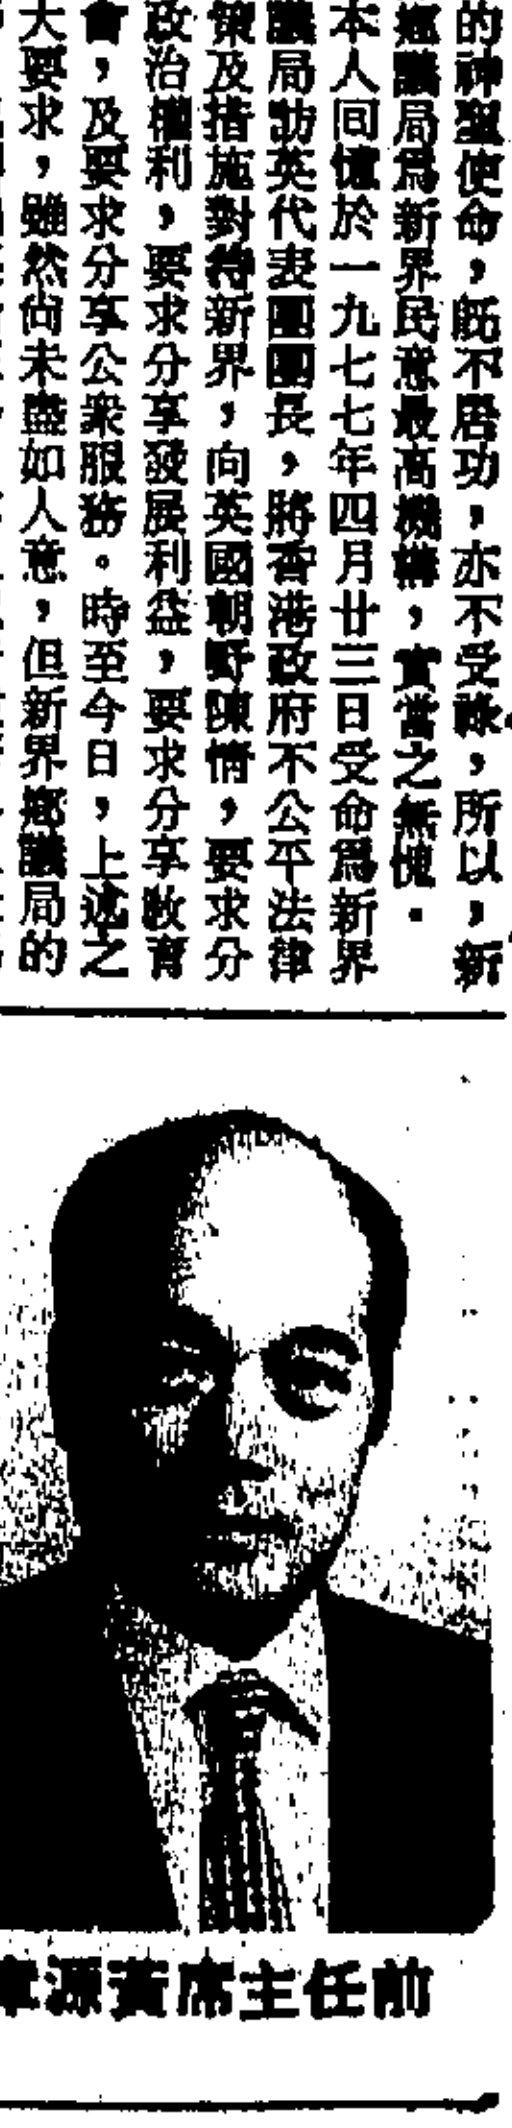 的神聖使命，既不居功，亦不受祿，所以，新
鄉議局爲新界民意最高機構，實當之無愧。
本人回憶於一九七七年四月廿三日受命爲新界
議局訪英代表團團長，將香港政府不公平法律
策及措施對待新界，向英國朝野陳情，要求分
政治權利，要求分享發展利益，要求分享敎育
會，及要求分享公衆服務。時至今日，上述之
大要求，雖然尚未盡如人意，但新界鄉議局的
前任主席黃源章